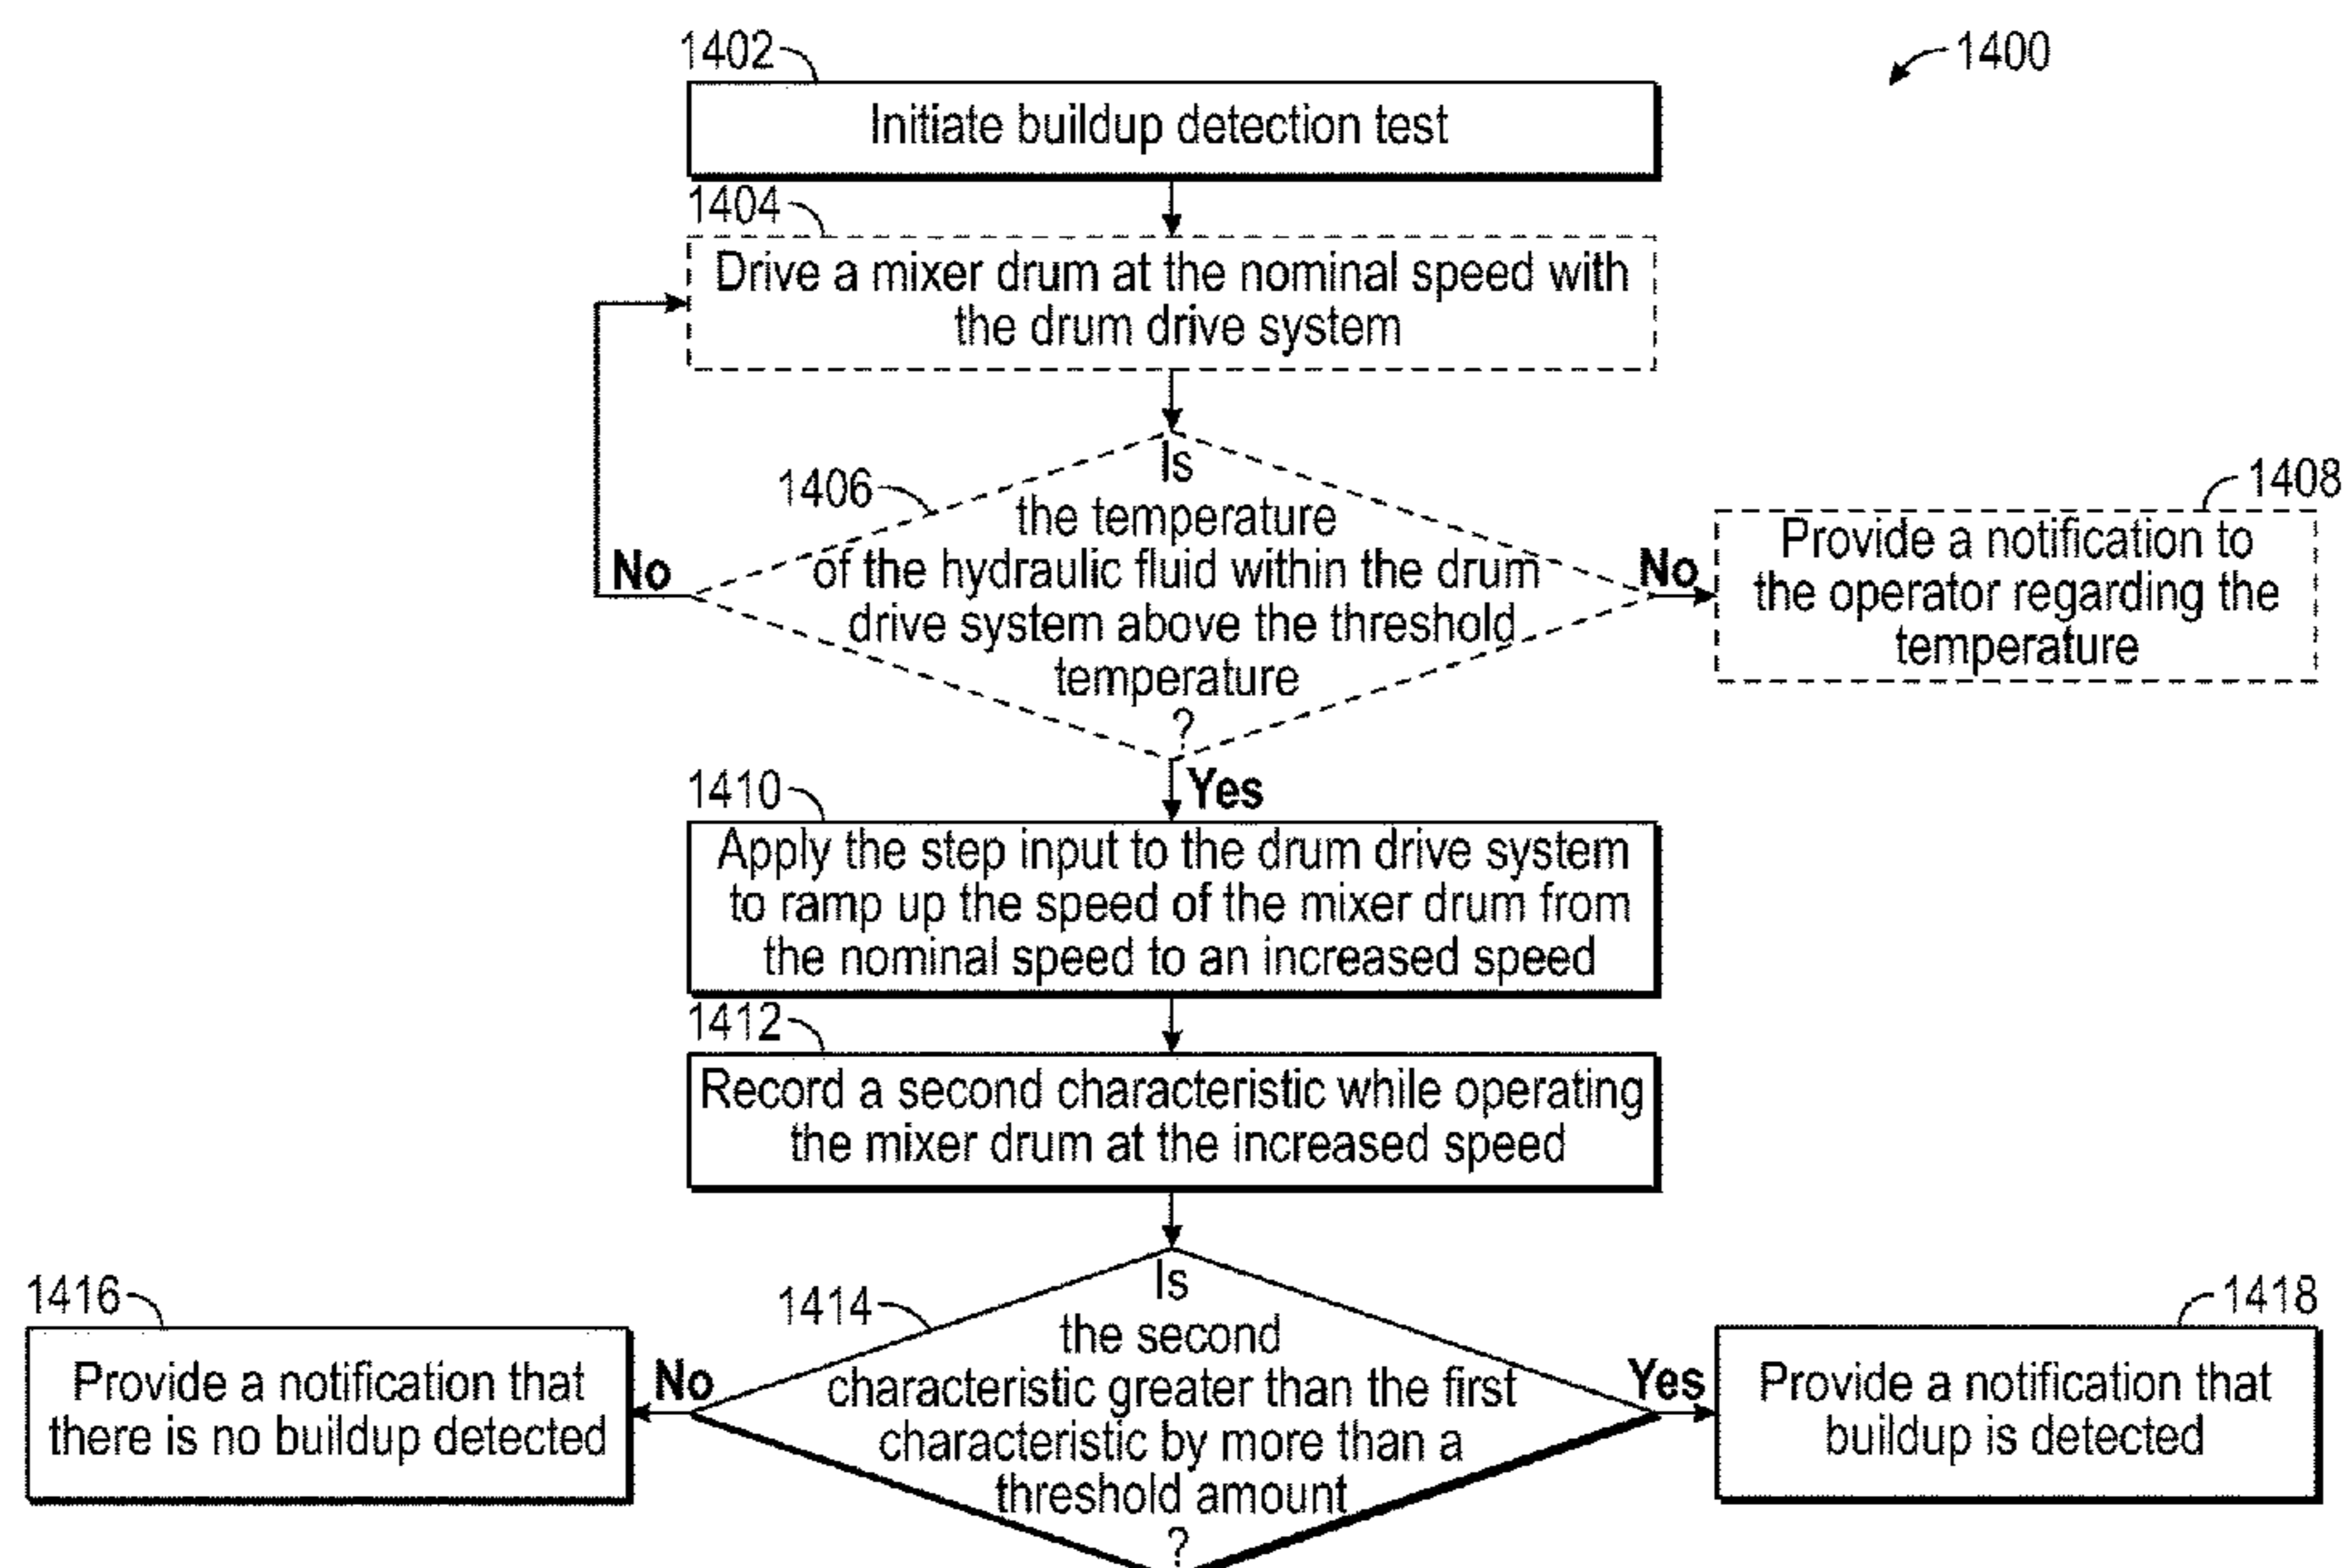 1402
1400
Initiate buildup detection test
1404
Drive a mixer drum at the nominal speed with
the drum drive system
1406
Is
the temperature
of the hydraulic fluid within the drum
drive system above the threshold
temperature
?
No
No
1408
Provide a notification to
the operator regarding the
temperature
Yes
1410
Apply the step input to the drum drive system
to ramp up the speed of the mixer drum from
the nominal speed to an increased speed
1412
Record a second characteristic while operating
the mixer drum at the increased speed
1414
Is
the second
characteristic greater than the first
characteristic by more than a
threshold amount
?
No
1416
Provide a notification that
there is no buildup detected
Yes
1418
Provide a notification that
buildup is detected